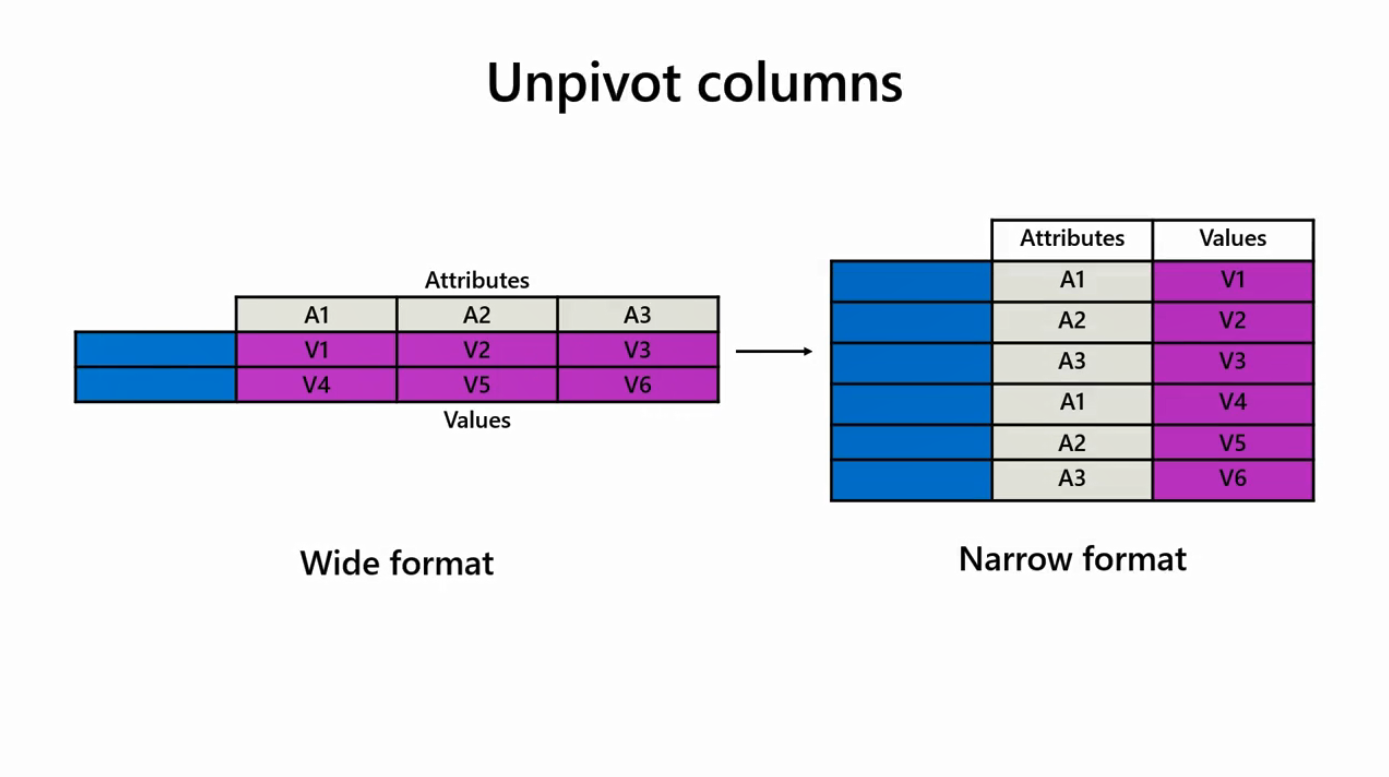 Unpivot columns
Attributes
A1 A2 A3
V1 V2 V3
V4 V5 V6
Values
Wide format
Attributes Values
A1 V1
A2 V2
A3 V3
A1 V4
A2 V5
A3 V6
Narrow format